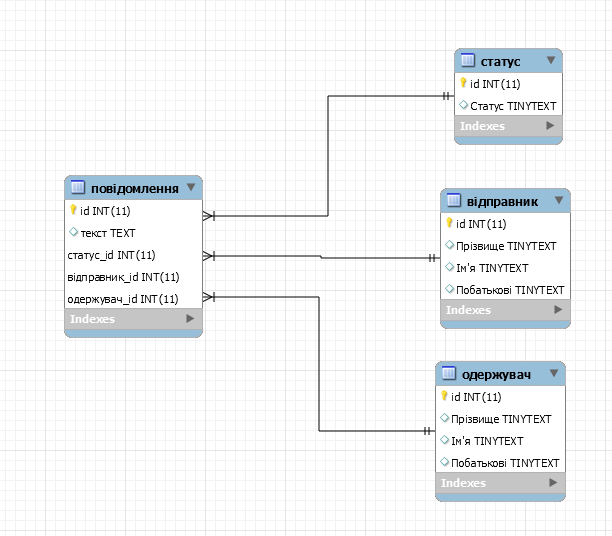 статус
id INT(11)
Статус TINYTEXT
Indexes
повідомлення
id INT(11)
текст TEXT
статус_id INT(11)
відправник_id INT(11)
одержувач_id INT(11)
Indexes
відправник
id INT(11)
Прізвище TINYTEXT
Ім'я TINYTEXT
Побатькові TINYTEXT
Indexes
одержувач
id INT(11)
Прізвище TINYTEXT
Ім'я TINYTEXT
Побатькові TINYTEXT
Indexes